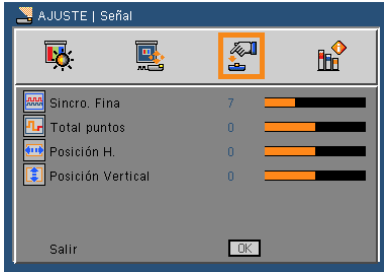 AJUSTE | Señal
Sincro. Fina 7
Total puntos 0
Posición H. 0
Posición Vertical 0
Salir OK